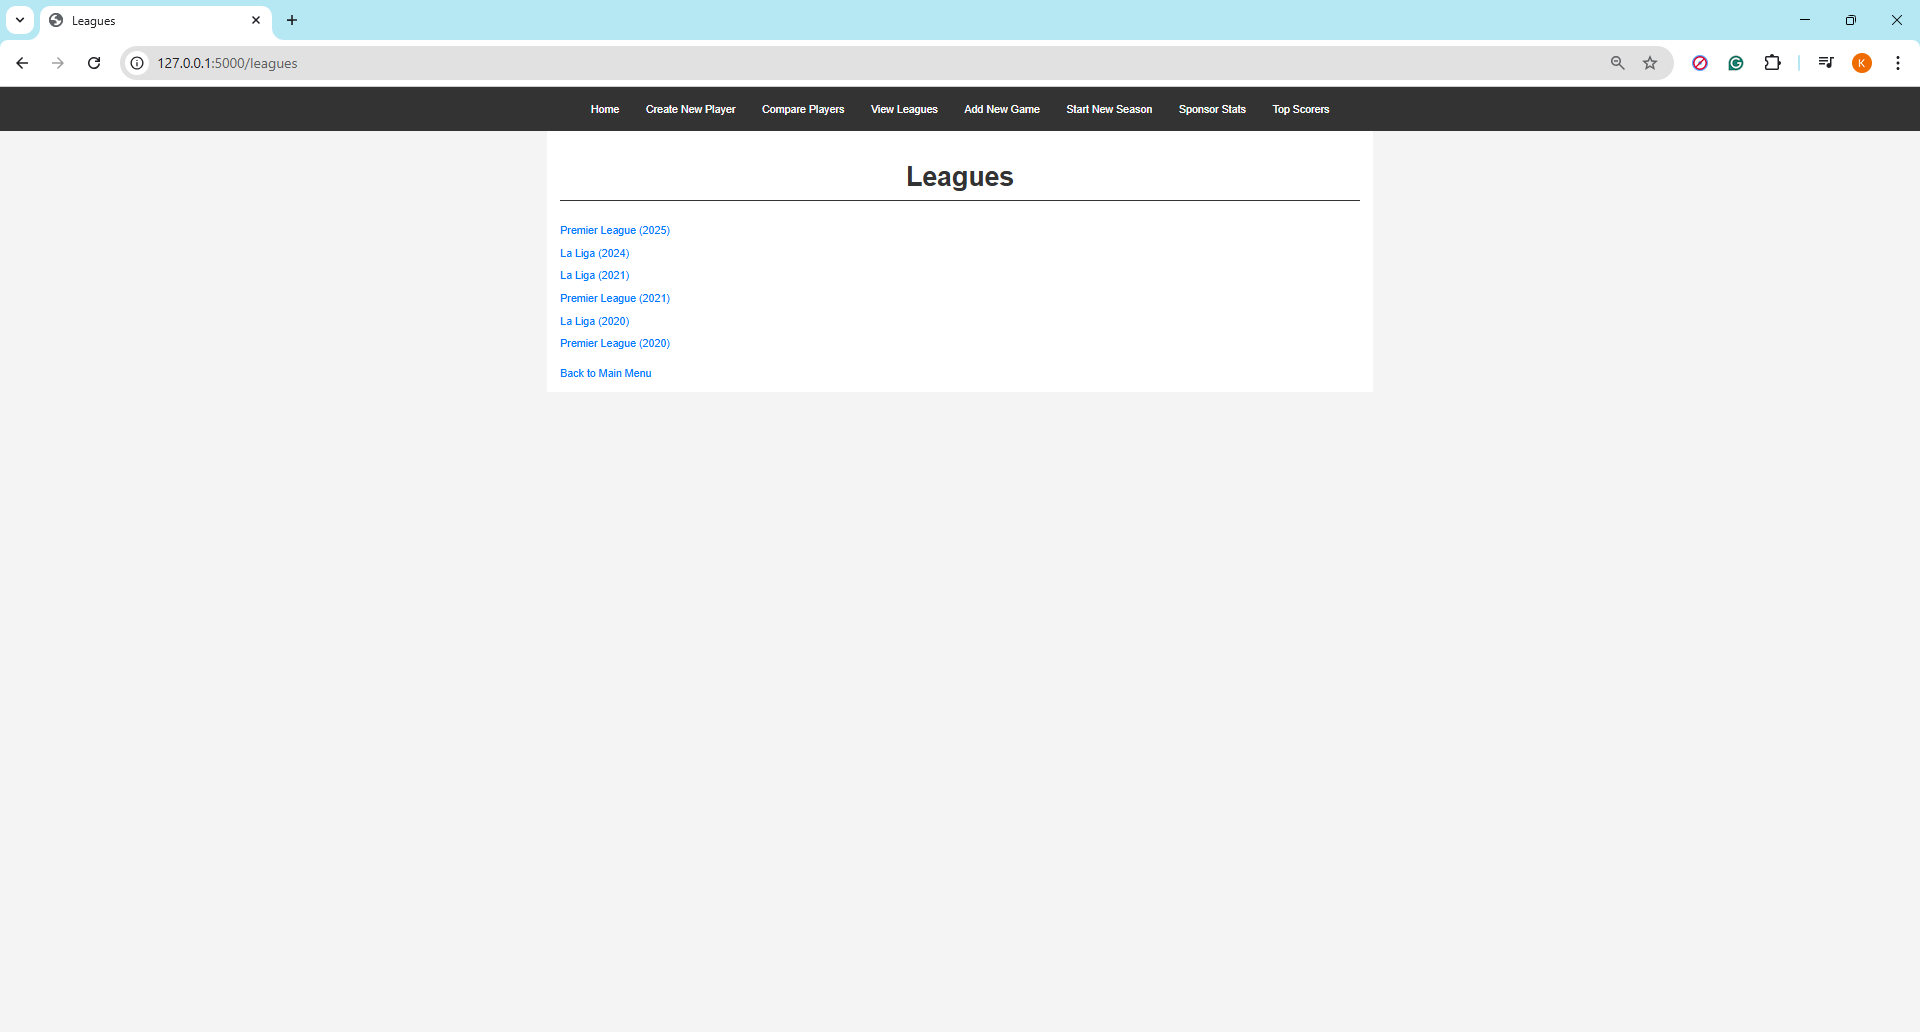 Leagues
127.0.0.1:5000/leagues
K
Home Create New Player Compare Players View Leagues Add New Game Start New Season Sponsor Stats Top Scorers
Leagues
Premier League (2025)
La Liga (2024)
La Liga (2021)
Premier League (2021)
La Liga (2020)
Premier League (2020)
Back to Main Menu